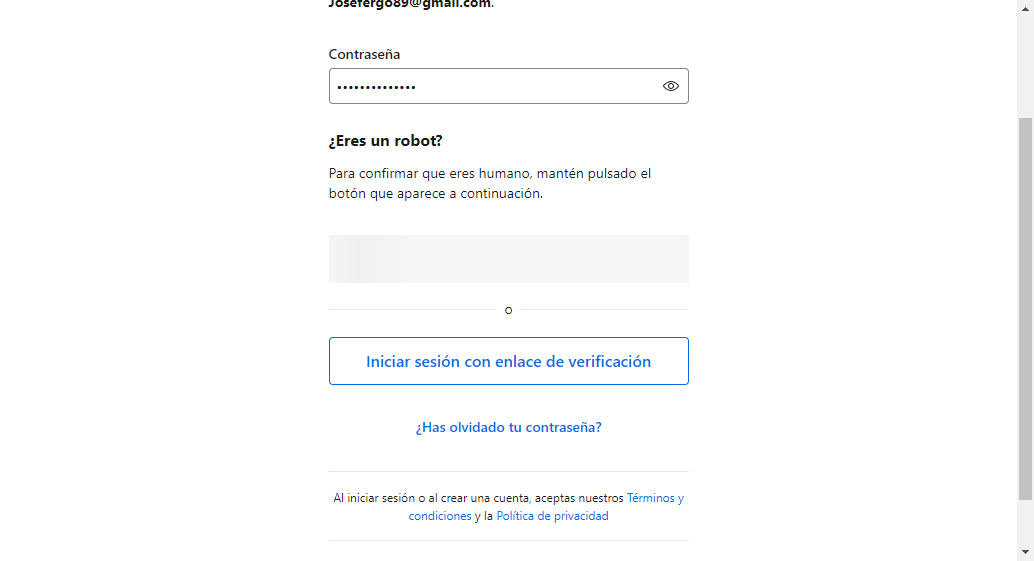 Josefergo89@gmail.com.
Contraseña
••••••••••••••
¿Eres un robot?
Para confirmar que eres humano, mantén pulsado el
botón que aparece a continuación.
o
Iniciar sesión con enlace de verificación
¿Has olvidado tu contraseña?
Al iniciar sesión o al crear una cuenta, aceptas nuestros Términos y
condiciones y la Política de privacidad